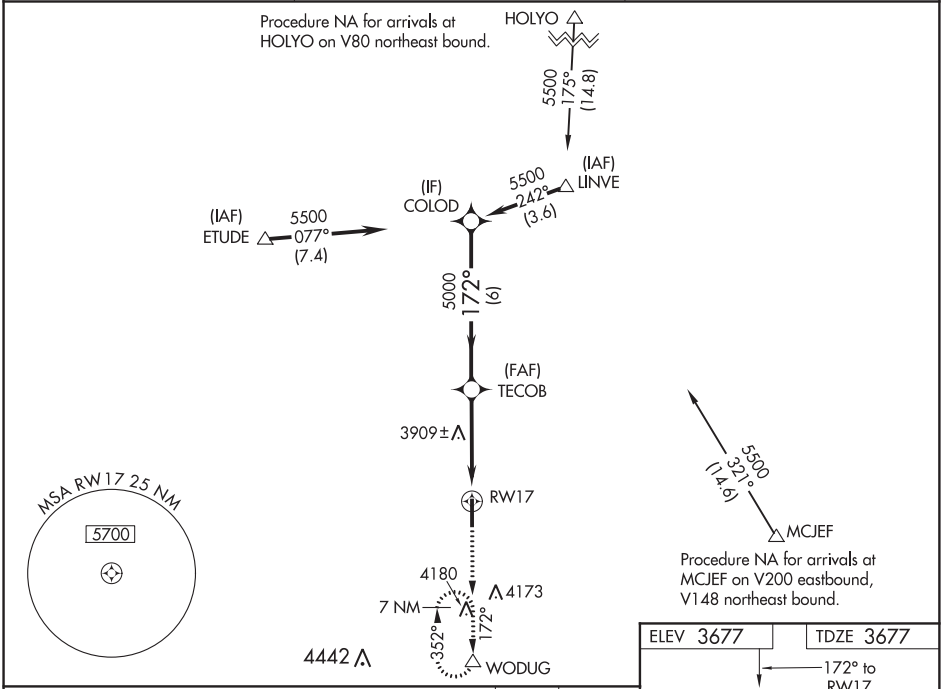 Procedure NA for arrivals at
HOLYO on V80 northeast bound.
HOLYO
5500
175°
(14.8)
(IAF)
LINVE
5500
242°
(3.6)
(IF)
COLOD
(IAF)
ETUDE
5500
077°
(7.4)
5000
172°
(6)
(FAF)
TECOB
3909±
RW17
MSA RW17 25 NM
5700
5500
321°
(14.6)
MCJEF
Procedure NA for arrivals at
MCJEF on V200 eastbound,
V148 northeast bound.
4180
4173
7 NM
352°
172°
4442
WODUG
ELEV 3677
TDZE 3677
172° to
RW17